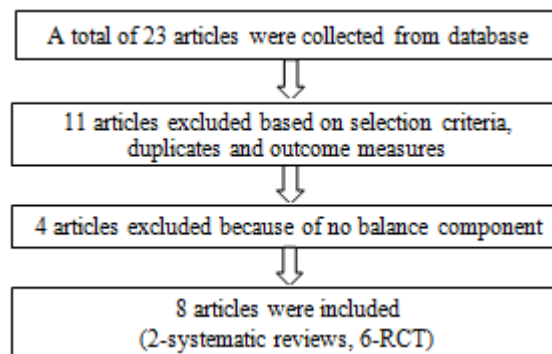 A total of 23 articles were collected from database
11 articles excluded based on selection criteria,
duplicates and outcome measures
4 articles excluded because of no balance component
8 articles were included
(2-systematic reviews, 6-RCT)